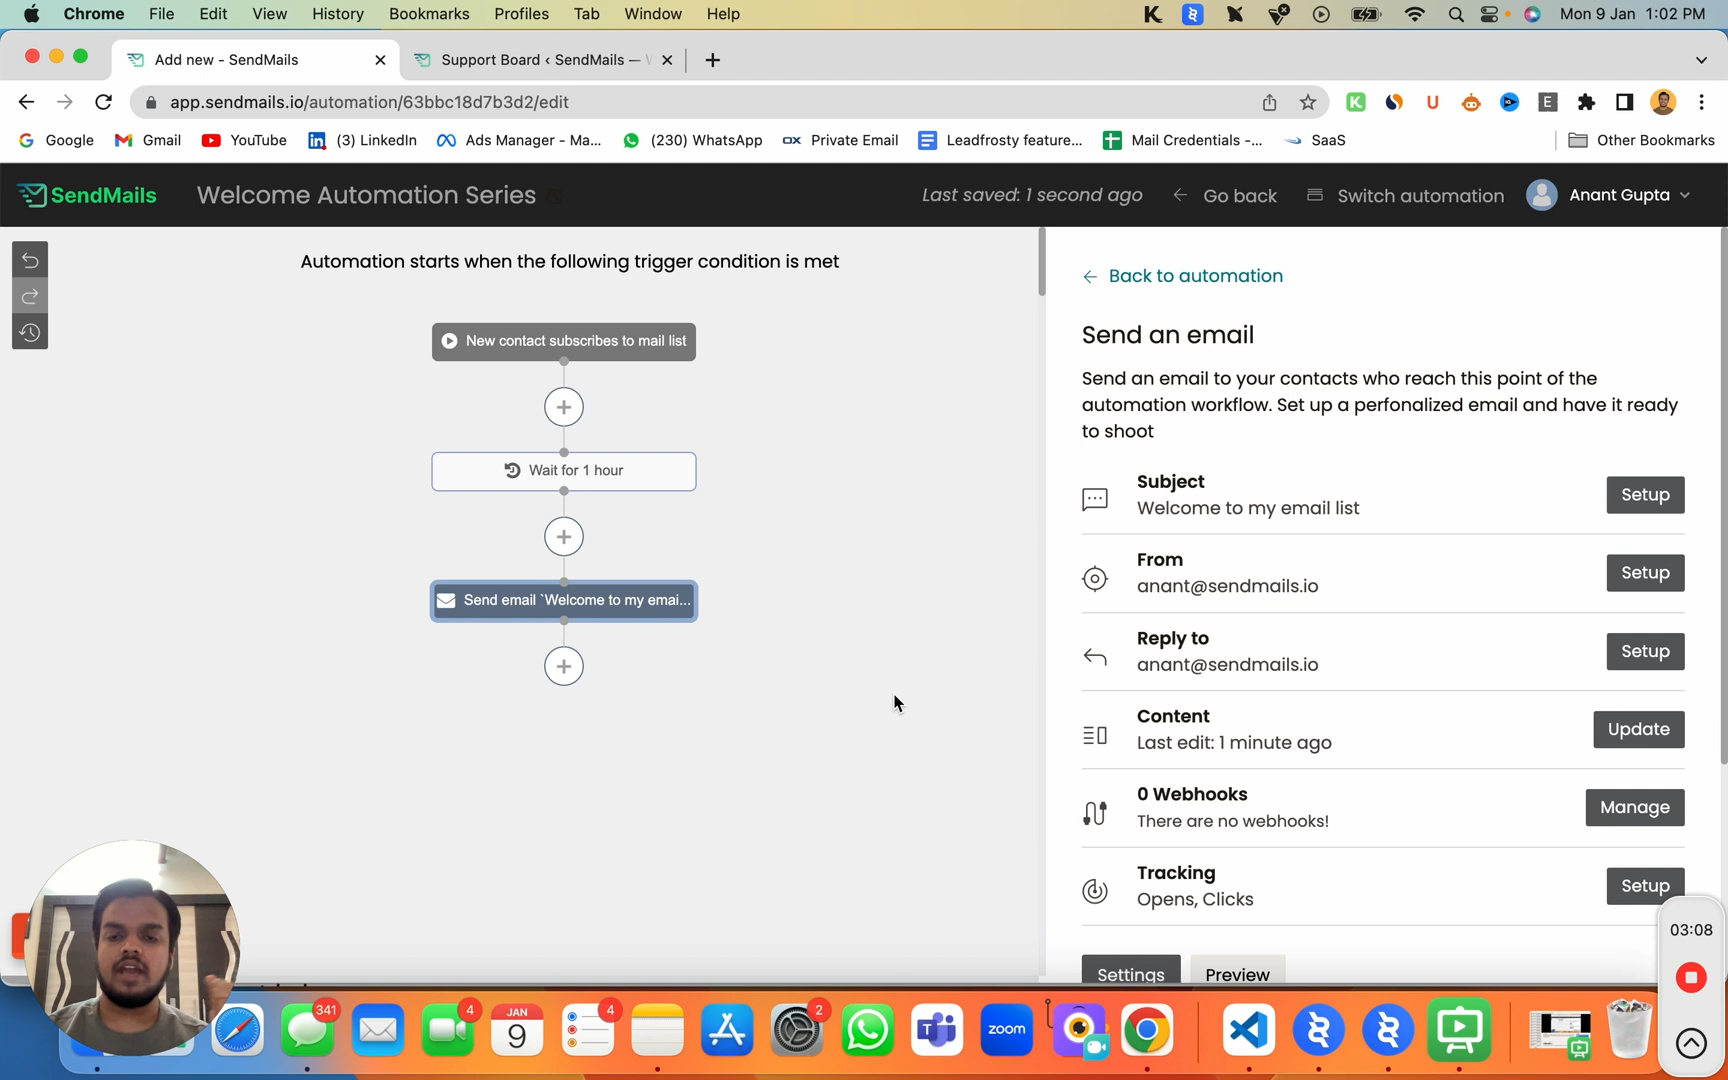 Chrome File Edit View History Bookmarks Profiles Tab Window Help Mon 9 Jan 1:02 PM
Add new - SendMails
Support Board ‹ SendMails —
app.sendmails.io/automation/63bbc18d7b3d2/edit
Google Gmail YouTube (3) LinkedIn Ads Manager - Ma... (230) WhatsApp Private Email Leadfrosty feature... Mail Credentials -... SaaS Other Bookmarks
SendMails
Welcome Automation Series
Last saved: 1 second ago
Go back
Switch automation
Anant Gupta
Automation starts when the following trigger condition is met
New contact subscribes to mail list
Wait for 1 hour
Send email `Welcome to my emai...
Back to automation
Send an email
Send an email to your contacts who reach this point of the
automation workflow. Set up a perfonalized email and have it ready
to shoot
Subject
Welcome to my email list
Setup
From
anant@sendmails.io
Setup
Reply to
anant@sendmails.io
Setup
Content
Last edit: 1 minute ago
Update
0 Webhooks
There are no webhooks!
Manage
Tracking
Opens, Clicks
Setup
Settings
Preview
03:08
341
4
JAN
9
4
2
zoom